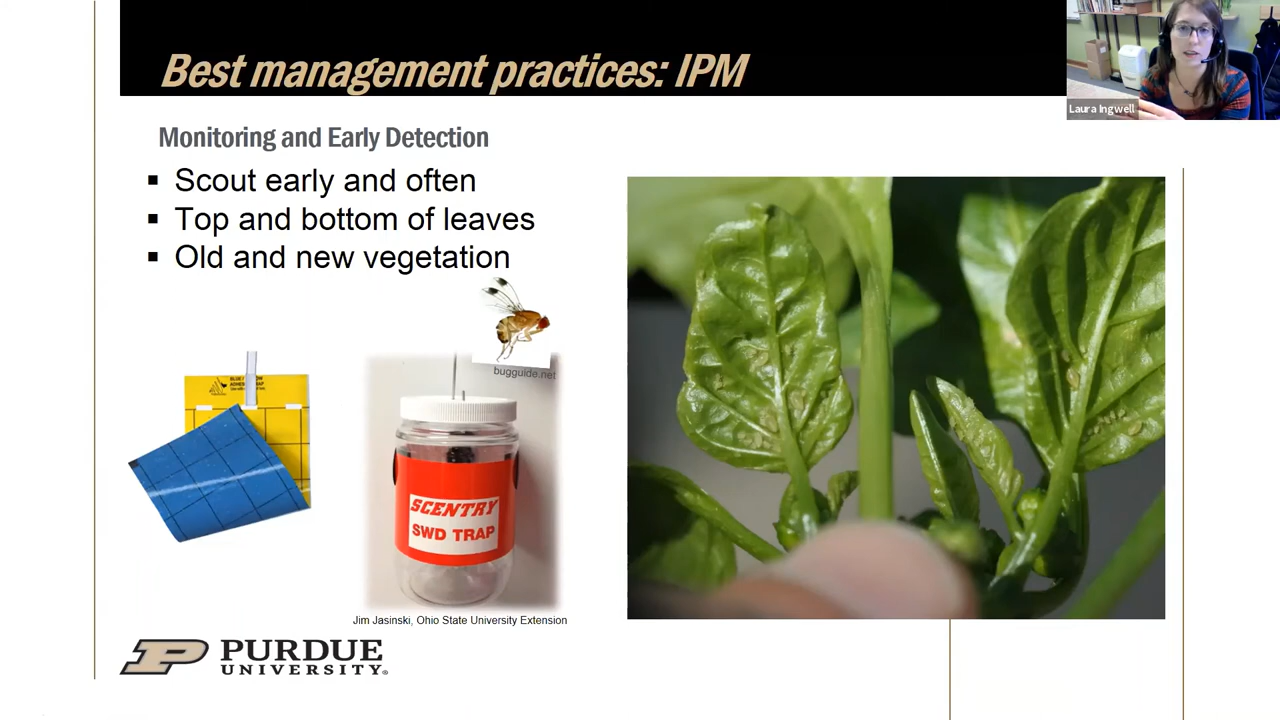 Best management practices: IPM
Laura Ingwell
Monitoring and Early Detection
▪ Scout early and often
▪ Top and bottom of leaves
▪ Old and new vegetation
bugguide.net
SCENTRY
SWD TRAP
Jim Jasinski, Ohio State University Extension
PURDUE
UNIVERSITY®